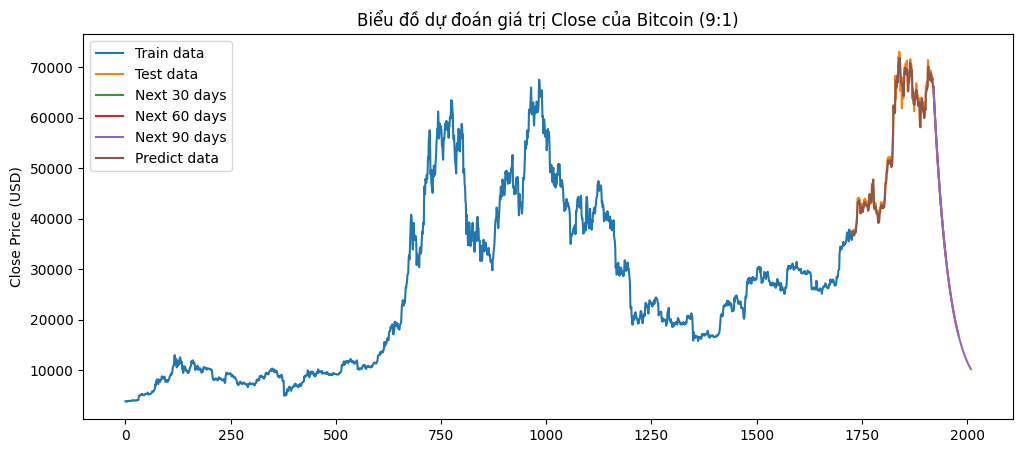 Biểu đồ dự đoán giá trị Close của Bitcoin (9:1)
Train data
Test data
Next 30 days
Next 60 days
Next 90 days
Predict data
Close Price (USD)
70000
60000
50000
40000
30000
20000
10000
0 250 500 750 1000 1250 1500 1750 2000